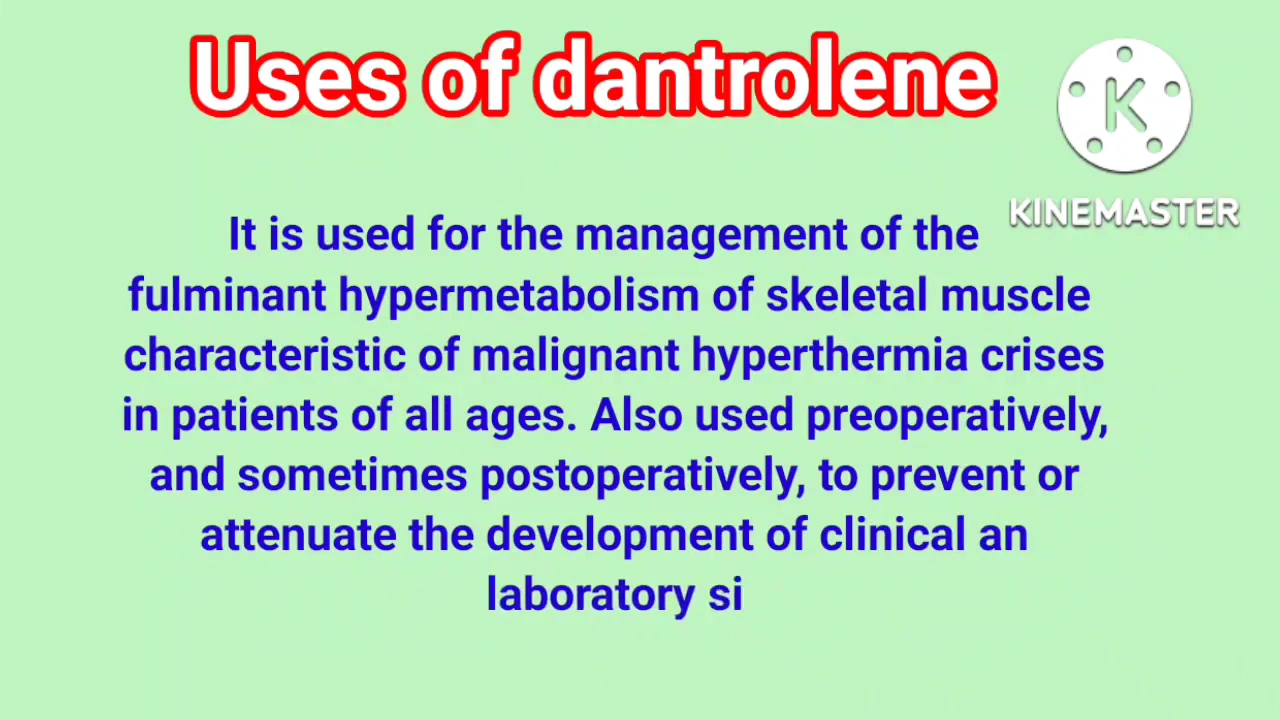 Uses of dantrolene
K
KINEMASTER
It is used for the management of the
fulminant hypermetabolism of skeletal muscle
characteristic of malignant hyperthermia crises
in patients of all ages. Also used preoperatively,
and sometimes postoperatively, to prevent or
attenuate the development of clinical an
laboratory si